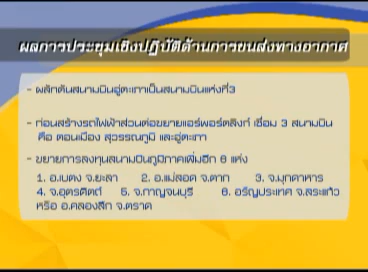 ผลการประชุมเชิงปฏิบัติด้านการขนส่งทางอากาศ
- ผลักดันสนามบินอู่ตะเภาเป็นสนามบินแห่งที่3
- ก่อนสร้างรถไฟฟ้าส่วนต่อขยายแอร์พอร์ตลิงก์ เชื่อม 3 สนามบิน
คือ ดอนเมือง สุวรรณภูมิ และอู่ตะเภา
- ขยายการลงทุนสนามบินภูมิภาคเพิ่มอีก 6 แห่ง
1. อ.เบตง จ.ยะลา 2. อ.แม่สอด จ.ตาก 3. จ.มุกดาหาร
4. จ.อุตรดิตถ์ 5. จ.กาญจนบุรี 6. อรัญประเทศ จ.สระแก้ว
หรือ อ.คลองลึก จ.ตราด